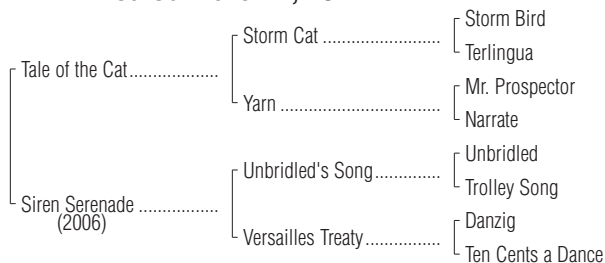 Storm Bird
Storm Cat
Terlingua
Tale of the Cat
Mr. Prospector
Yarn
Narrate
Unbridled
Unbridled's Song
Trolley Song
Siren Serenade
(2006)
Danzig
Versailles Treaty
Ten Cents a Dance